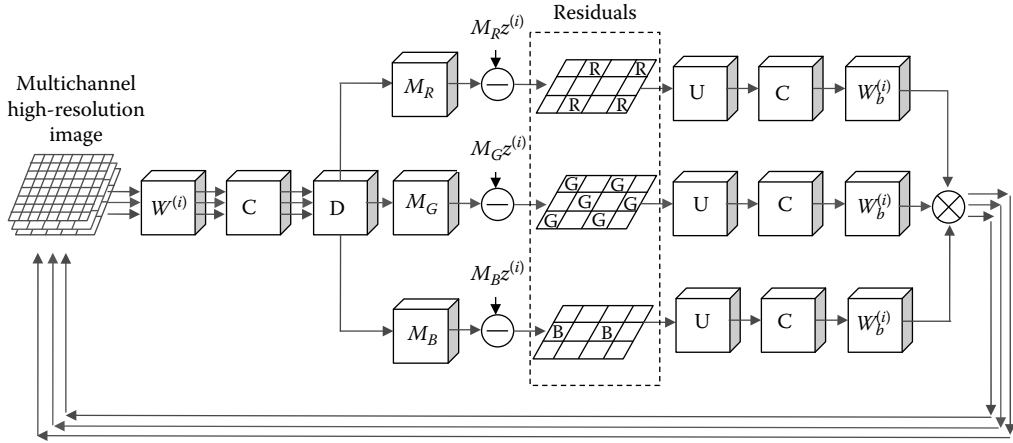 Residuals
Multichannel
high-resolution
image
M_R z^(i)
M_R
R R
R R
U
C
W_b^(i)
W^(i)
C
D
M_G z^(i)
M_G
G G
G G
G G
U
C
W_b^(i)
M_B z^(i)
M_B
B B
U
C
W_b^(i)